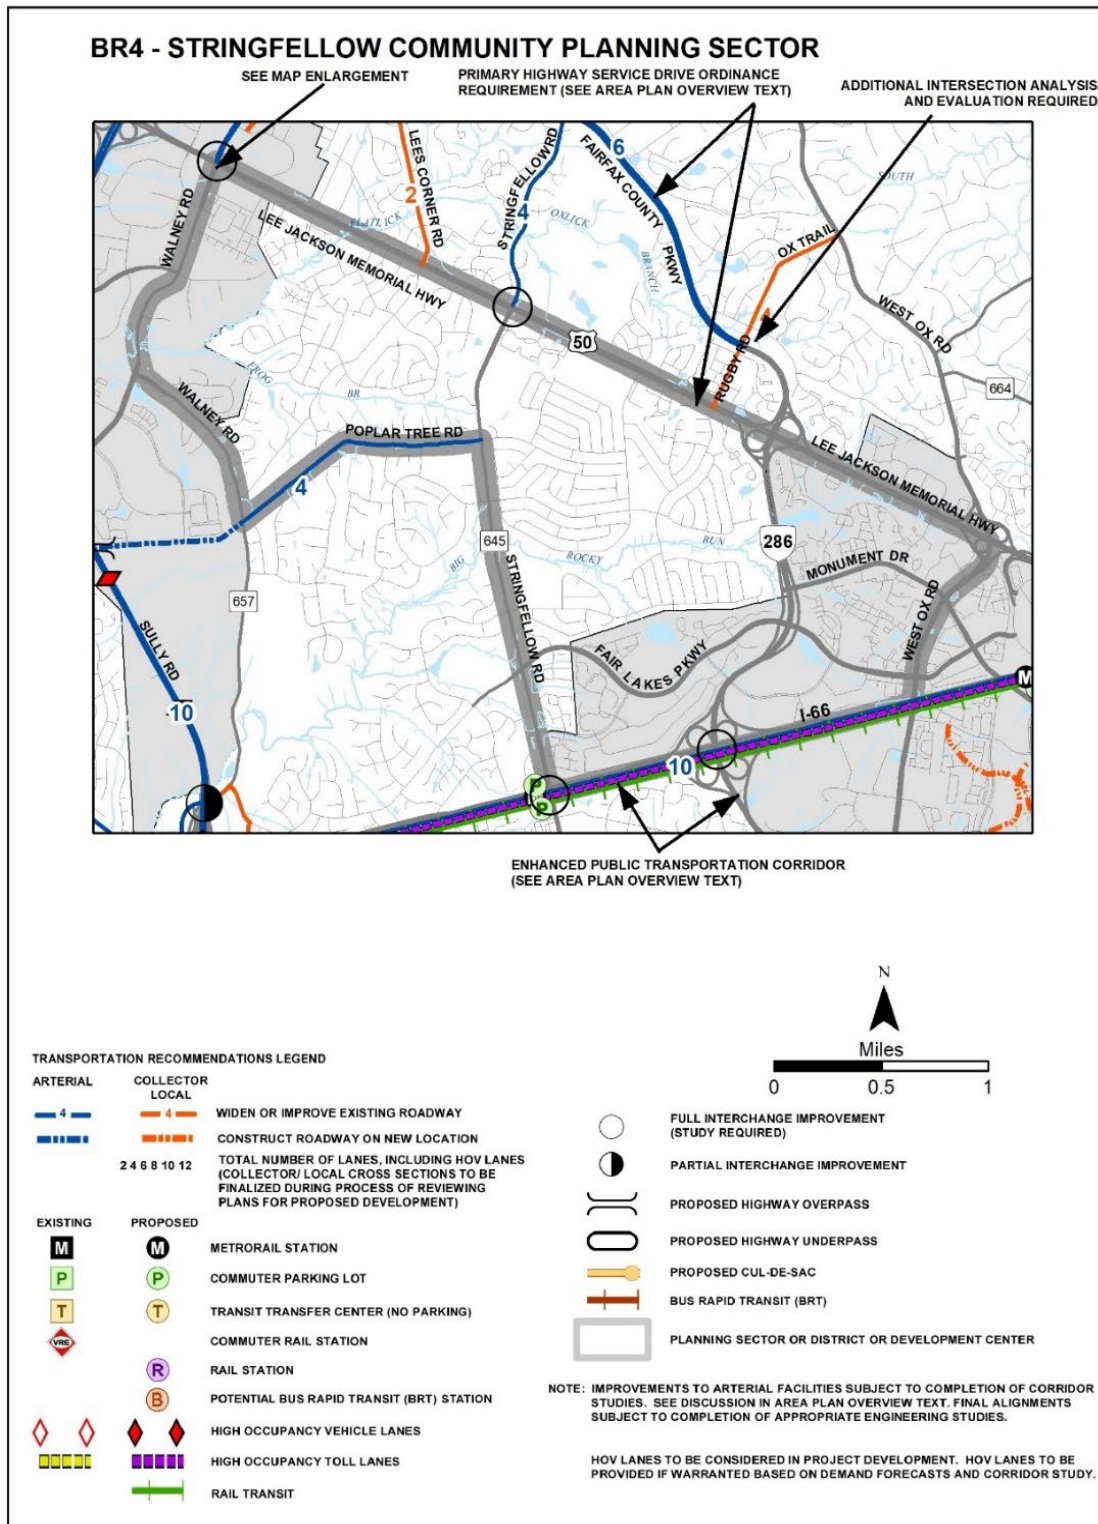 BR4 - STRINGFELLOW COMMUNITY PLANNING SECTOR
SEE MAP ENLARGEMENT
PRIMARY HIGHWAY SERVICE DRIVE ORDINANCE
REQUIREMENT (SEE AREA PLAN OVERVIEW TEXT)
ADDITIONAL INTERSECTION ANALYSIS
AND EVALUATION REQUIRED
WALNEY RD
LEES CORNER RD
2
STRINGFELLOW RD
4
6
FAIRFAX COUNTY
PKWY
SOUTH
FLATLICK
OXLICK
BRANCH
OX TRAIL
LEE JACKSON MEMORIAL HWY
50
RUGBY RD
WEST OX RD
664
WALNEY RD
FROG
BR
POPLAR TREE RD
4
LEE JACKSON MEMORIAL HWY
645
BIG
ROCKY
RUN
286
MONUMENT DR
657
STRINGFELLOW RD
FAIR LAKES PKWY
WEST OX RD
SULLY RD
10
M
I-66
10
P
P
ENHANCED PUBLIC TRANSPORTATION CORRIDOR
(SEE AREA PLAN OVERVIEW TEXT)
N
Miles
0 0.5 1
TRANSPORTATION RECOMMENDATIONS LEGEND
ARTERIAL
COLLECTOR
LOCAL
4 4 WIDEN OR IMPROVE EXISTING ROADWAY
CONSTRUCT ROADWAY ON NEW LOCATION
2 4 6 8 10 12 TOTAL NUMBER OF LANES, INCLUDING HOV LANES
(COLLECTOR/ LOCAL CROSS SECTIONS TO BE
FINALIZED DURING PROCESS OF REVIEWING
PLANS FOR PROPOSED DEVELOPMENT)
EXISTING PROPOSED
M M METRORAIL STATION
P P COMMUTER PARKING LOT
T T TRANSIT TRANSFER CENTER (NO PARKING)
VRE COMMUTER RAIL STATION
R RAIL STATION
B POTENTIAL BUS RAPID TRANSIT (BRT) STATION
HIGH OCCUPANCY VEHICLE LANES
HIGH OCCUPANCY TOLL LANES
RAIL TRANSIT
FULL INTERCHANGE IMPROVEMENT
(STUDY REQUIRED)
PARTIAL INTERCHANGE IMPROVEMENT
PROPOSED HIGHWAY OVERPASS
PROPOSED HIGHWAY UNDERPASS
PROPOSED CUL-DE-SAC
BUS RAPID TRANSIT (BRT)
PLANNING SECTOR OR DISTRICT OR DEVELOPMENT CENTER
NOTE: IMPROVEMENTS TO ARTERIAL FACILITIES SUBJECT TO COMPLETION OF CORRIDOR
STUDIES. SEE DISCUSSION IN AREA PLAN OVERVIEW TEXT. FINAL ALIGNMENTS
SUBJECT TO COMPLETION OF APPROPRIATE ENGINEERING STUDIES.
HOV LANES TO BE CONSIDERED IN PROJECT DEVELOPMENT. HOV LANES TO BE
PROVIDED IF WARRANTED BASED ON DEMAND FORECASTS AND CORRIDOR STUDY.